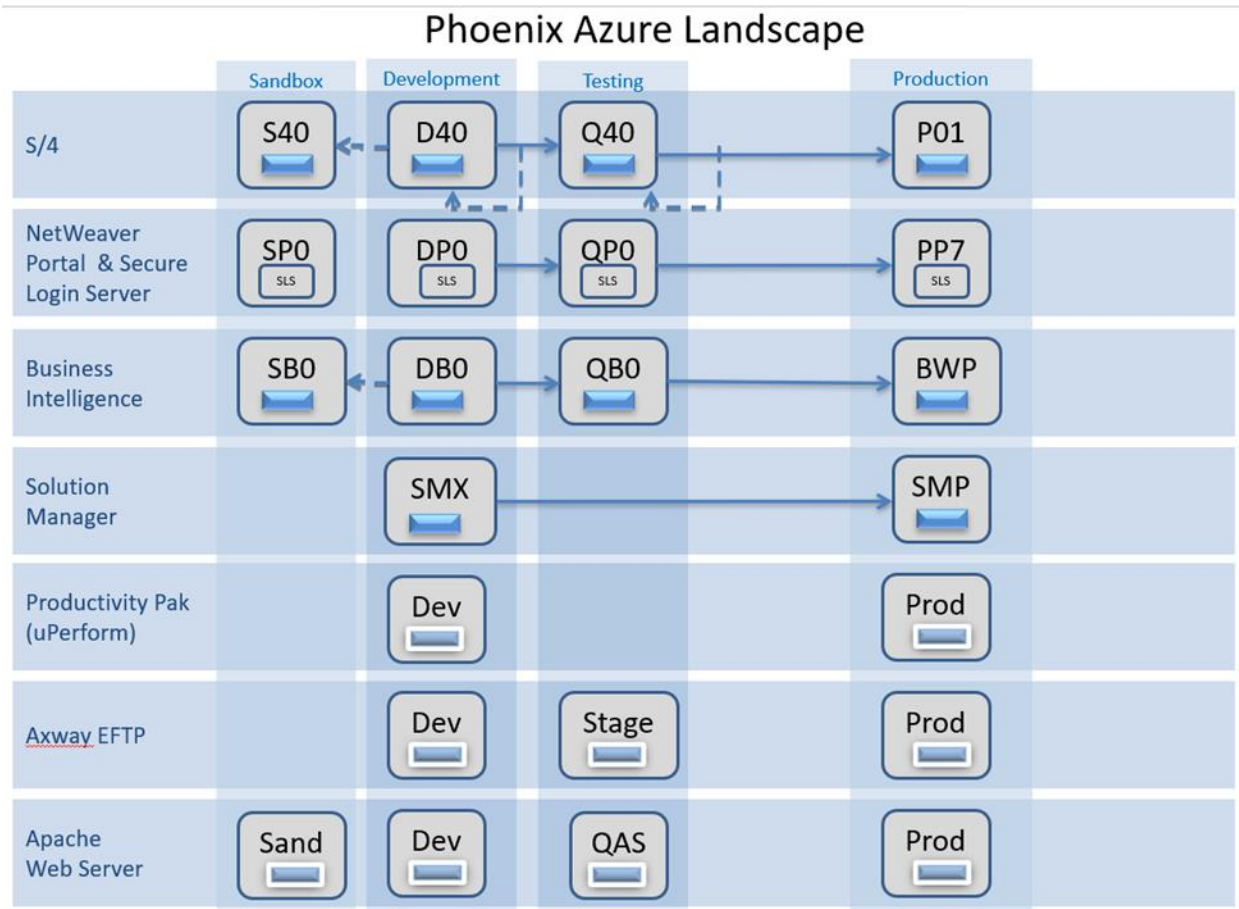 Phoenix Azure Landscape
Sandbox Development Testing Production
S/4 S40 D40 Q40 P01
NetWeaver
Portal & Secure
Login Server
SP0 DP0 QP0 PP7
SLS SLS SLS SLS
Business
Intelligence
SB0 DB0 QB0 BWP
Solution
Manager
SMX SMP
Productivity Pak
(uPerform)
Dev Prod
Axway EFTP Dev Stage Prod
Apache
Web Server
Sand Dev QAS Prod